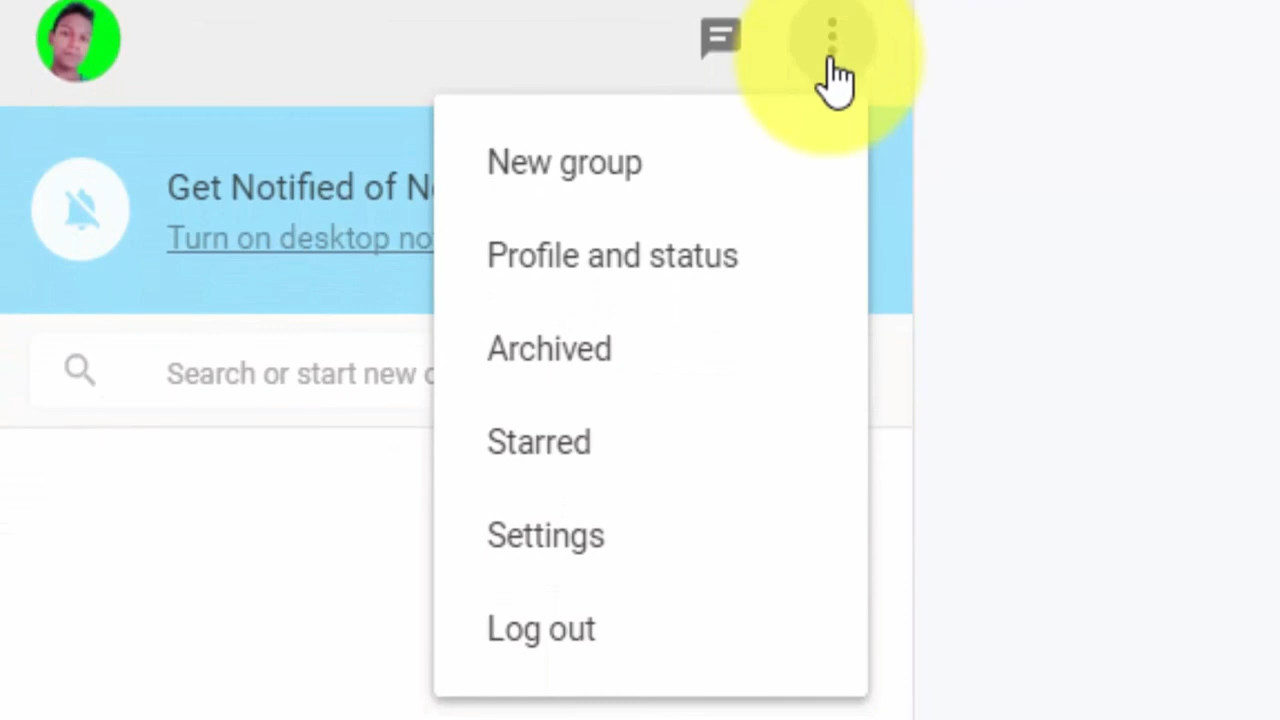 Get Notified of N
Turn on desktop no
Search or start new
New group
Profile and status
Archived
Starred
Settings
Log out